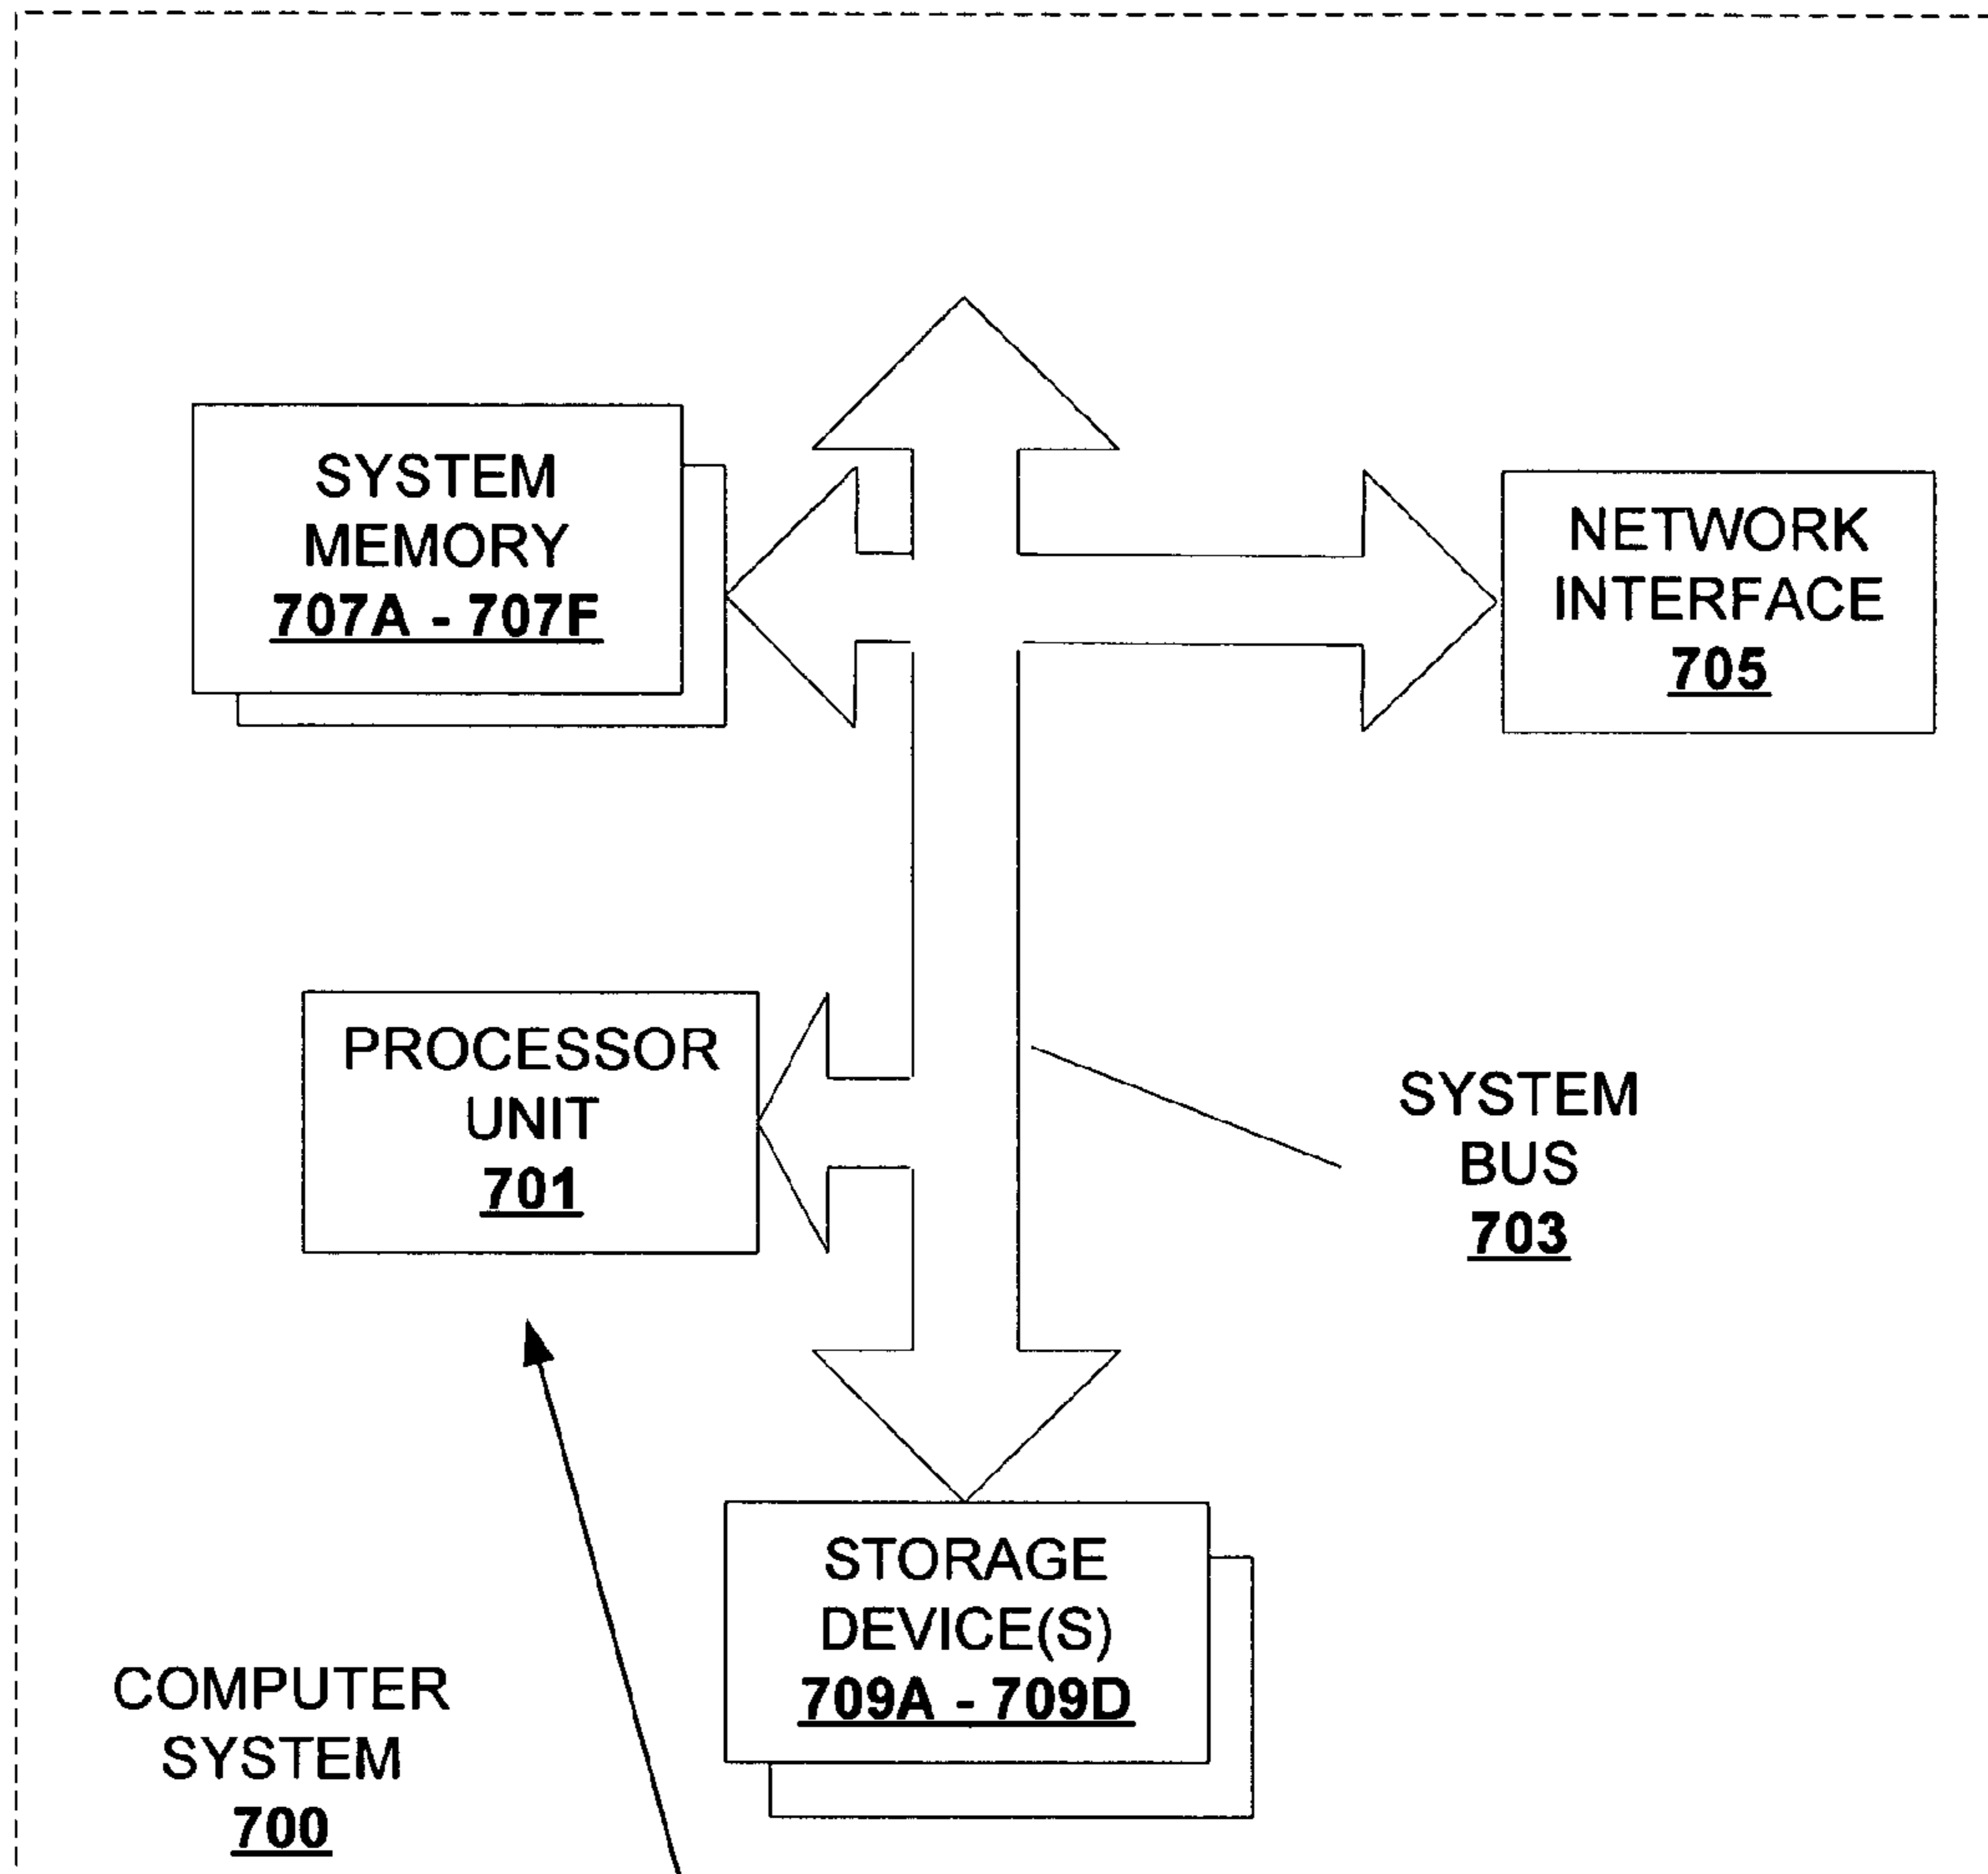 SYSTEM
MEMORY
707A - 707F
NETWORK
INTERFACE
705
PROCESSOR
UNIT
701
SYSTEM
BUS
703
STORAGE
DEVICE(S)
709A - 709D
COMPUTER
SYSTEM
700